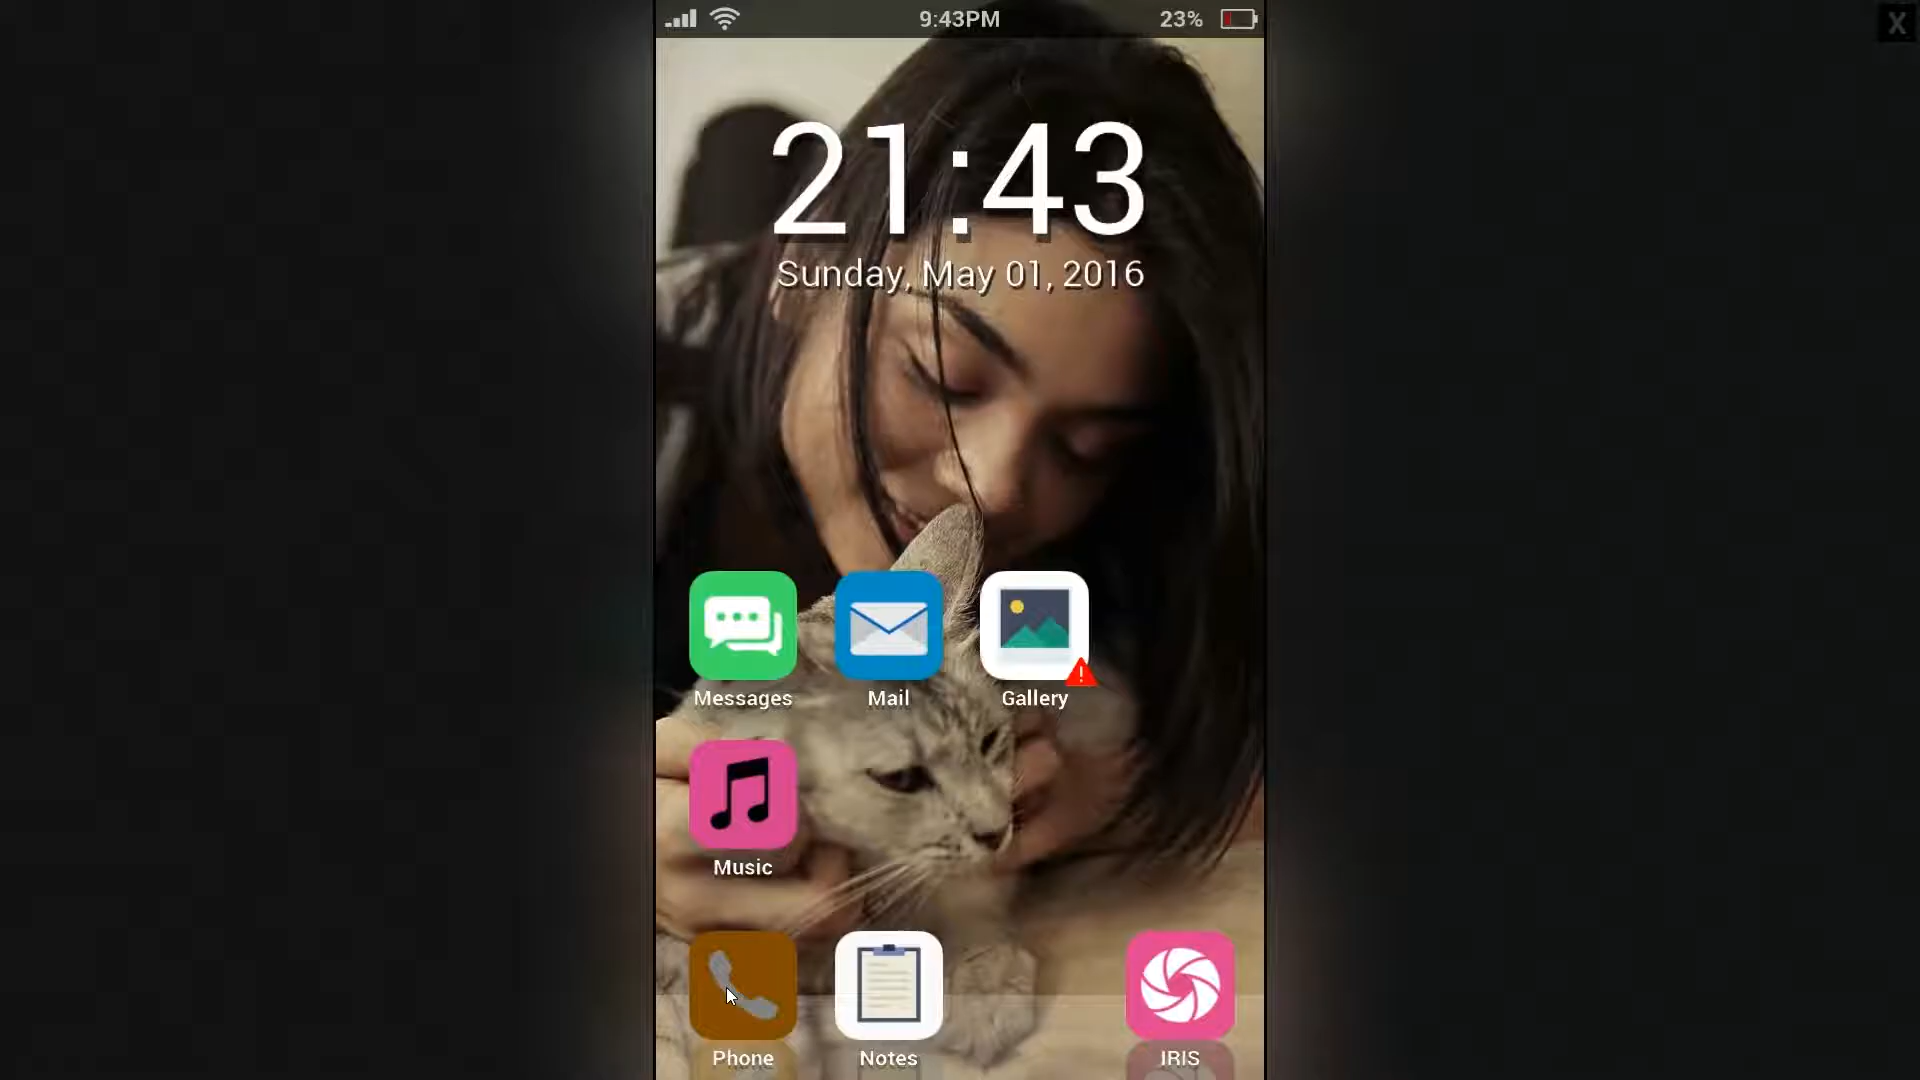 9:43PM 23% X
21:43
Sunday, May 01, 2016
Messages Mail Gallery
Music
Phone Notes IRIS